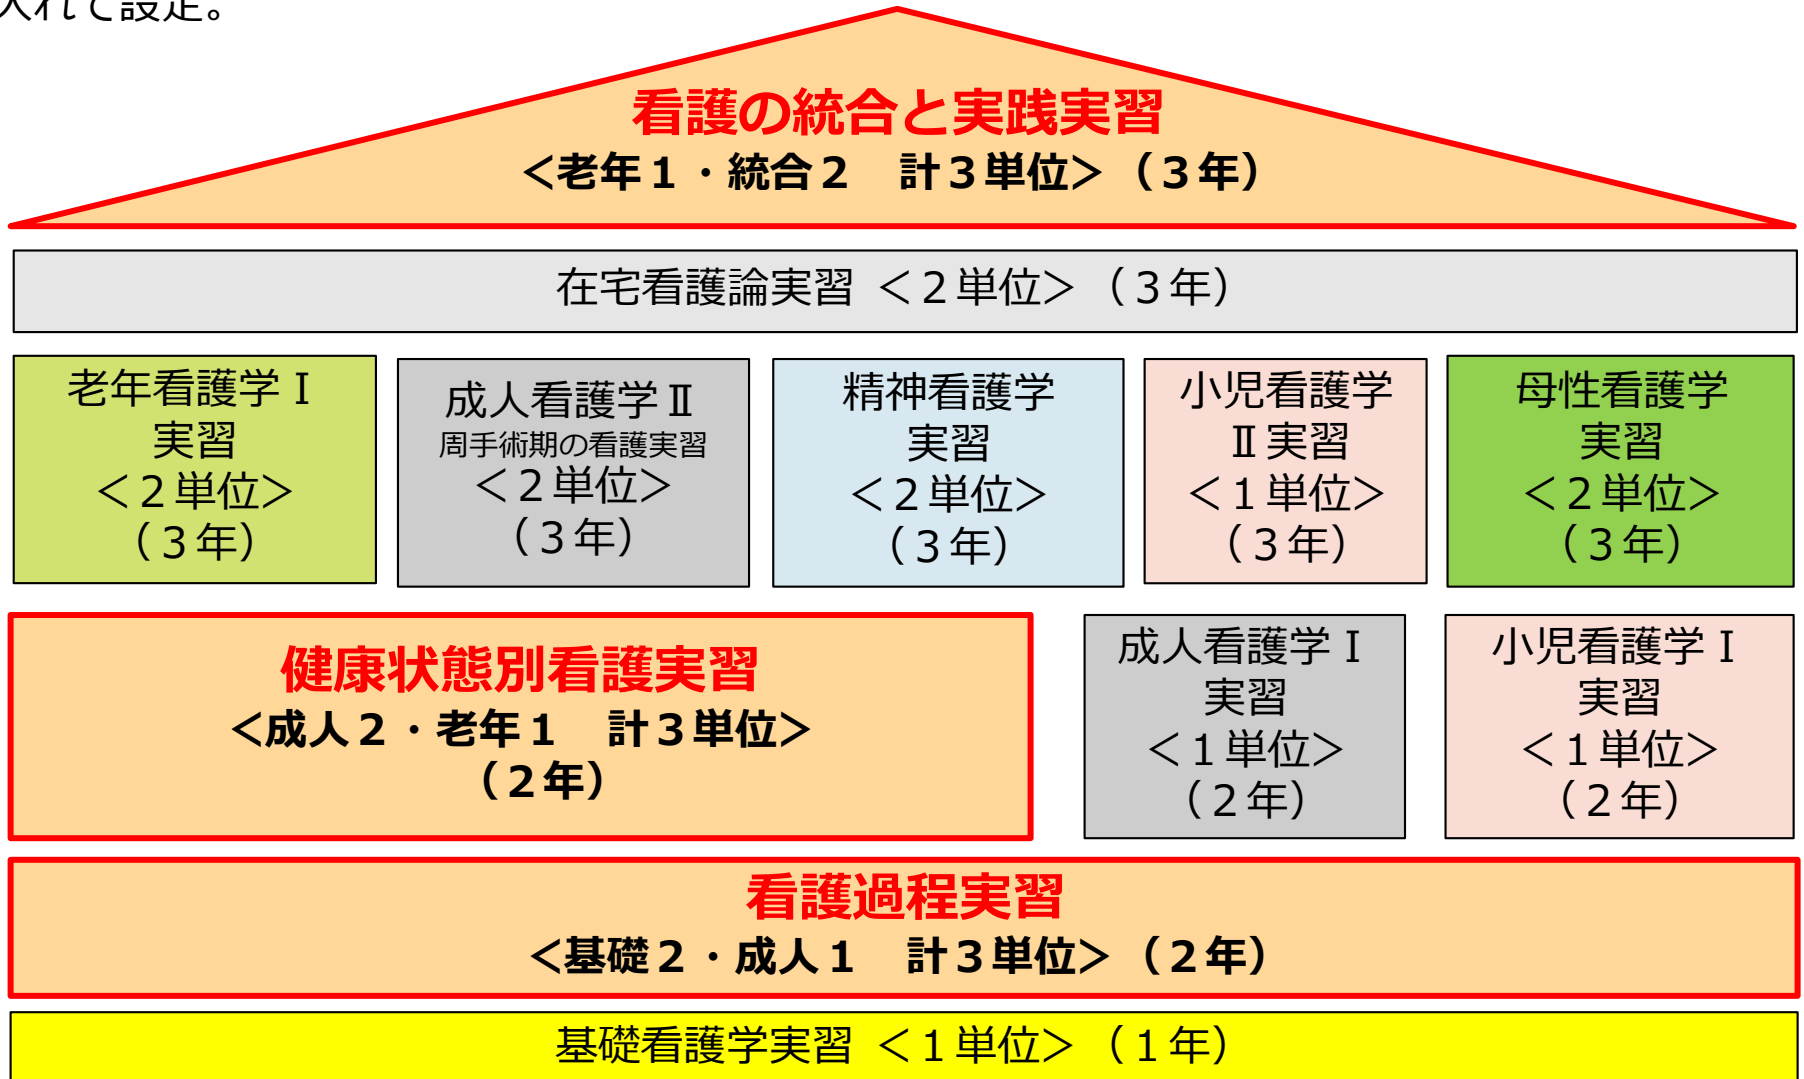 入れて設定。
看護の統合と実践実習
＜老年１・統合２　計３単位＞（３年）
在宅看護論実習 ＜２単位＞（３年）
老年看護学Ⅰ
実習
＜２単位＞
（３年）
成人看護学Ⅱ
周手術期の看護実習
＜２単位＞
（３年）
精神看護学
実習
＜２単位＞
（３年）
小児看護学
Ⅱ実習
＜１単位＞
（３年）
母性看護学
実習
＜２単位＞
（３年）
健康状態別看護実習
＜成人２・老年１　計３単位＞
（２年）
成人看護学Ⅰ
実習
＜１単位＞
（２年）
小児看護学Ⅰ
実習
＜１単位＞
（２年）
看護過程実習
＜基礎２・成人１　計３単位＞（２年）
基礎看護学実習 ＜１単位＞（１年）